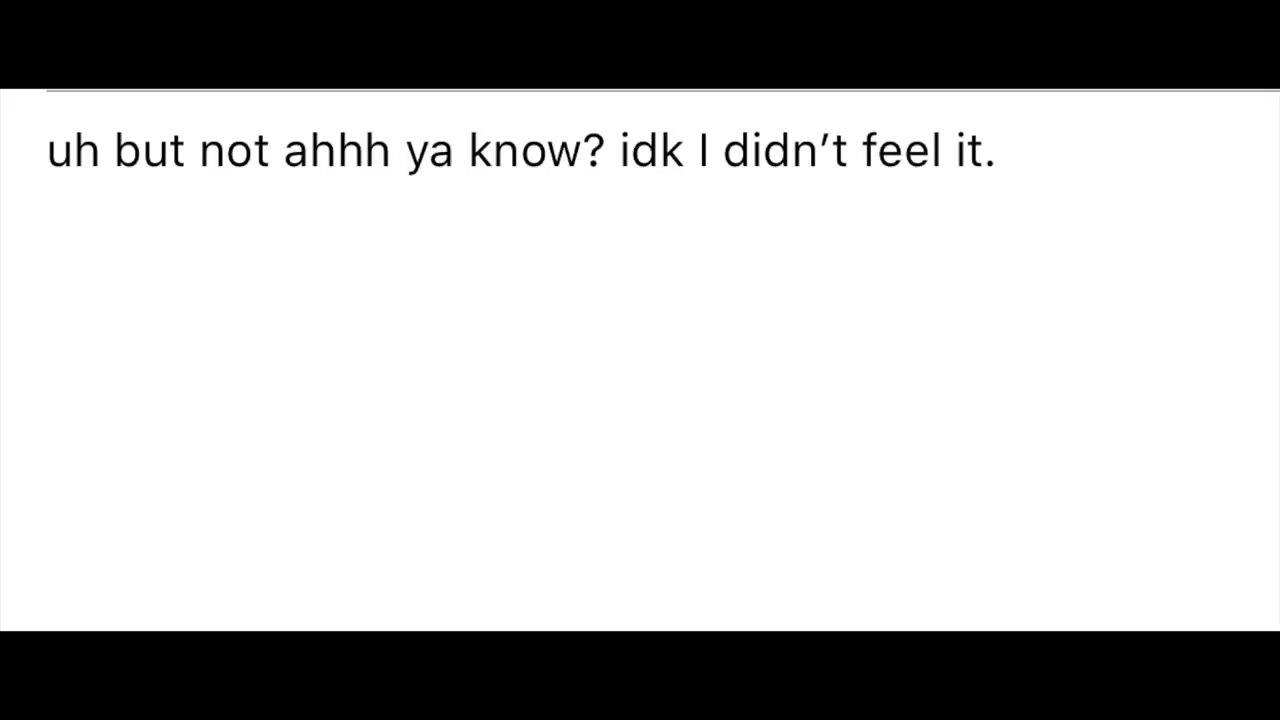 uh but not ahhh ya know? idk I didn’t feel it.